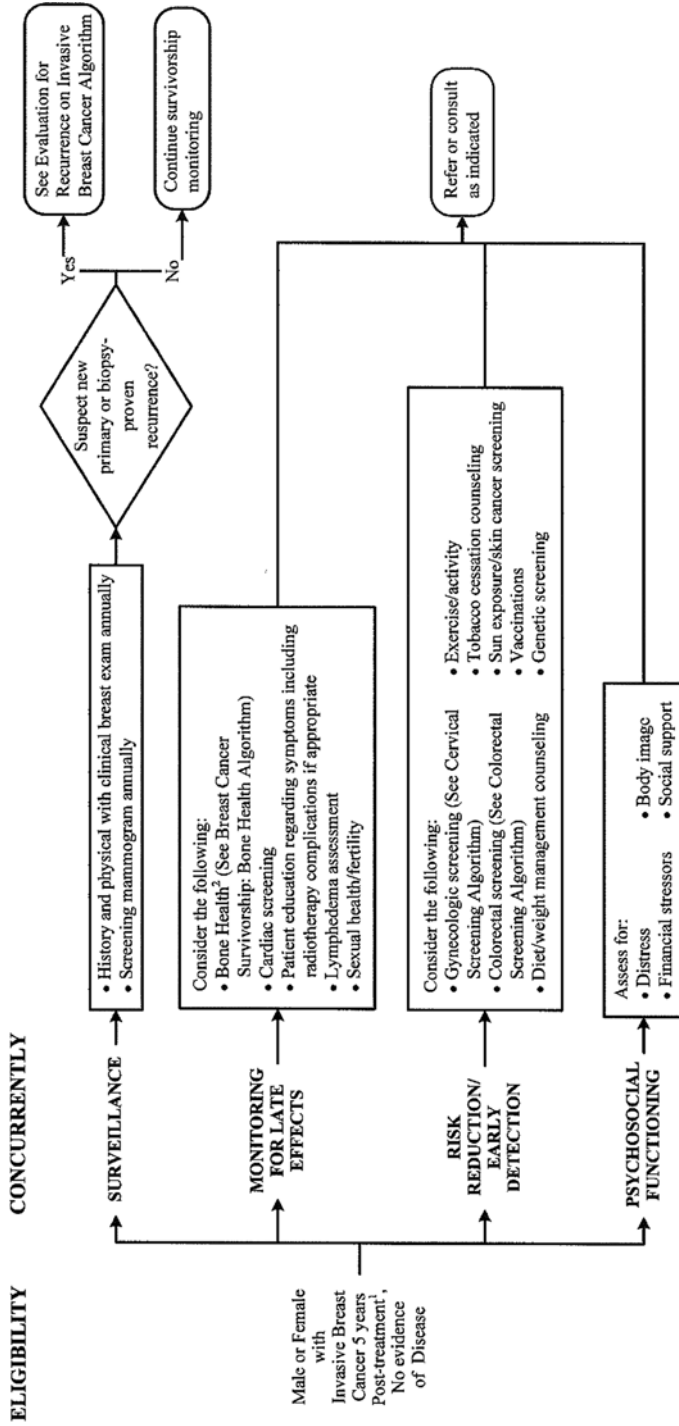 ELIGIBILITY
CONCURRENTLY
Male or Female
with
Invasive Breast
Cancer 5 years
Post-treatment1,
No evidence
of Disease
SURVEILLANCE
• History and physical with clinical breast exam annually
• Screening mammogram annually
Suspect new
primary or biopsy-
proven
recurrence?
Yes
See Evaluation for
Recurrence on Invasive
Breast Cancer Algorithm
No
Continue survivorship
monitoring
MONITORING
FOR LATE
EFFECTS
Consider the following:
• Bone Health2 (See Breast Cancer
Survivorship: Bone Health Algorithm)
• Cardiac screening
• Patient education regarding symptoms including
radiotherapy complications if appropriate
• Lymphedema assessment
• Sexual health/fertility
RISK
REDUCTION/
EARLY
DETECTION
Consider the following:
• Gynecologic screening (See Cervical
Screening Algorithm)
• Colorectal screening (See Colorectal
Screening Algorithm)
• Diet/weight management counseling
• Exercise/activity
• Tobacco cessation counseling
• Sun exposure/skin cancer screening
• Vaccinations
• Genetic screening
PSYCHOSOCIAL
FUNCTIONING
Assess for:
• Distress
• Financial stressors
• Body image
• Social support
Refer or consult
as indicated